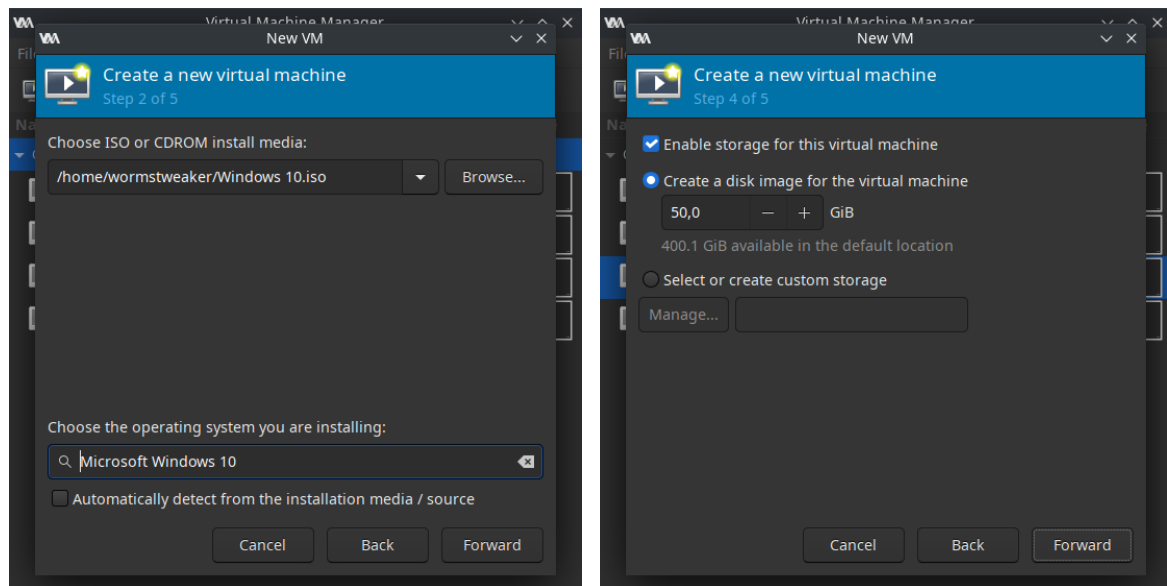 Virtual Machine Manager
New VM
Create a new virtual machine
Step 2 of 5
Choose ISO or CDROM install media:
/home/wormstweaker/Windows 10.iso
Browse...
Choose the operating system you are installing:
Microsoft Windows 10
Automatically detect from the installation media / source
Cancel Back Forward
Virtual Machine Manager
New VM
Create a new virtual machine
Step 4 of 5
Enable storage for this virtual machine
Create a disk image for the virtual machine
50,0 − + GiB
400.1 GiB available in the default location
Select or create custom storage
Manage...
Cancel Back Forward